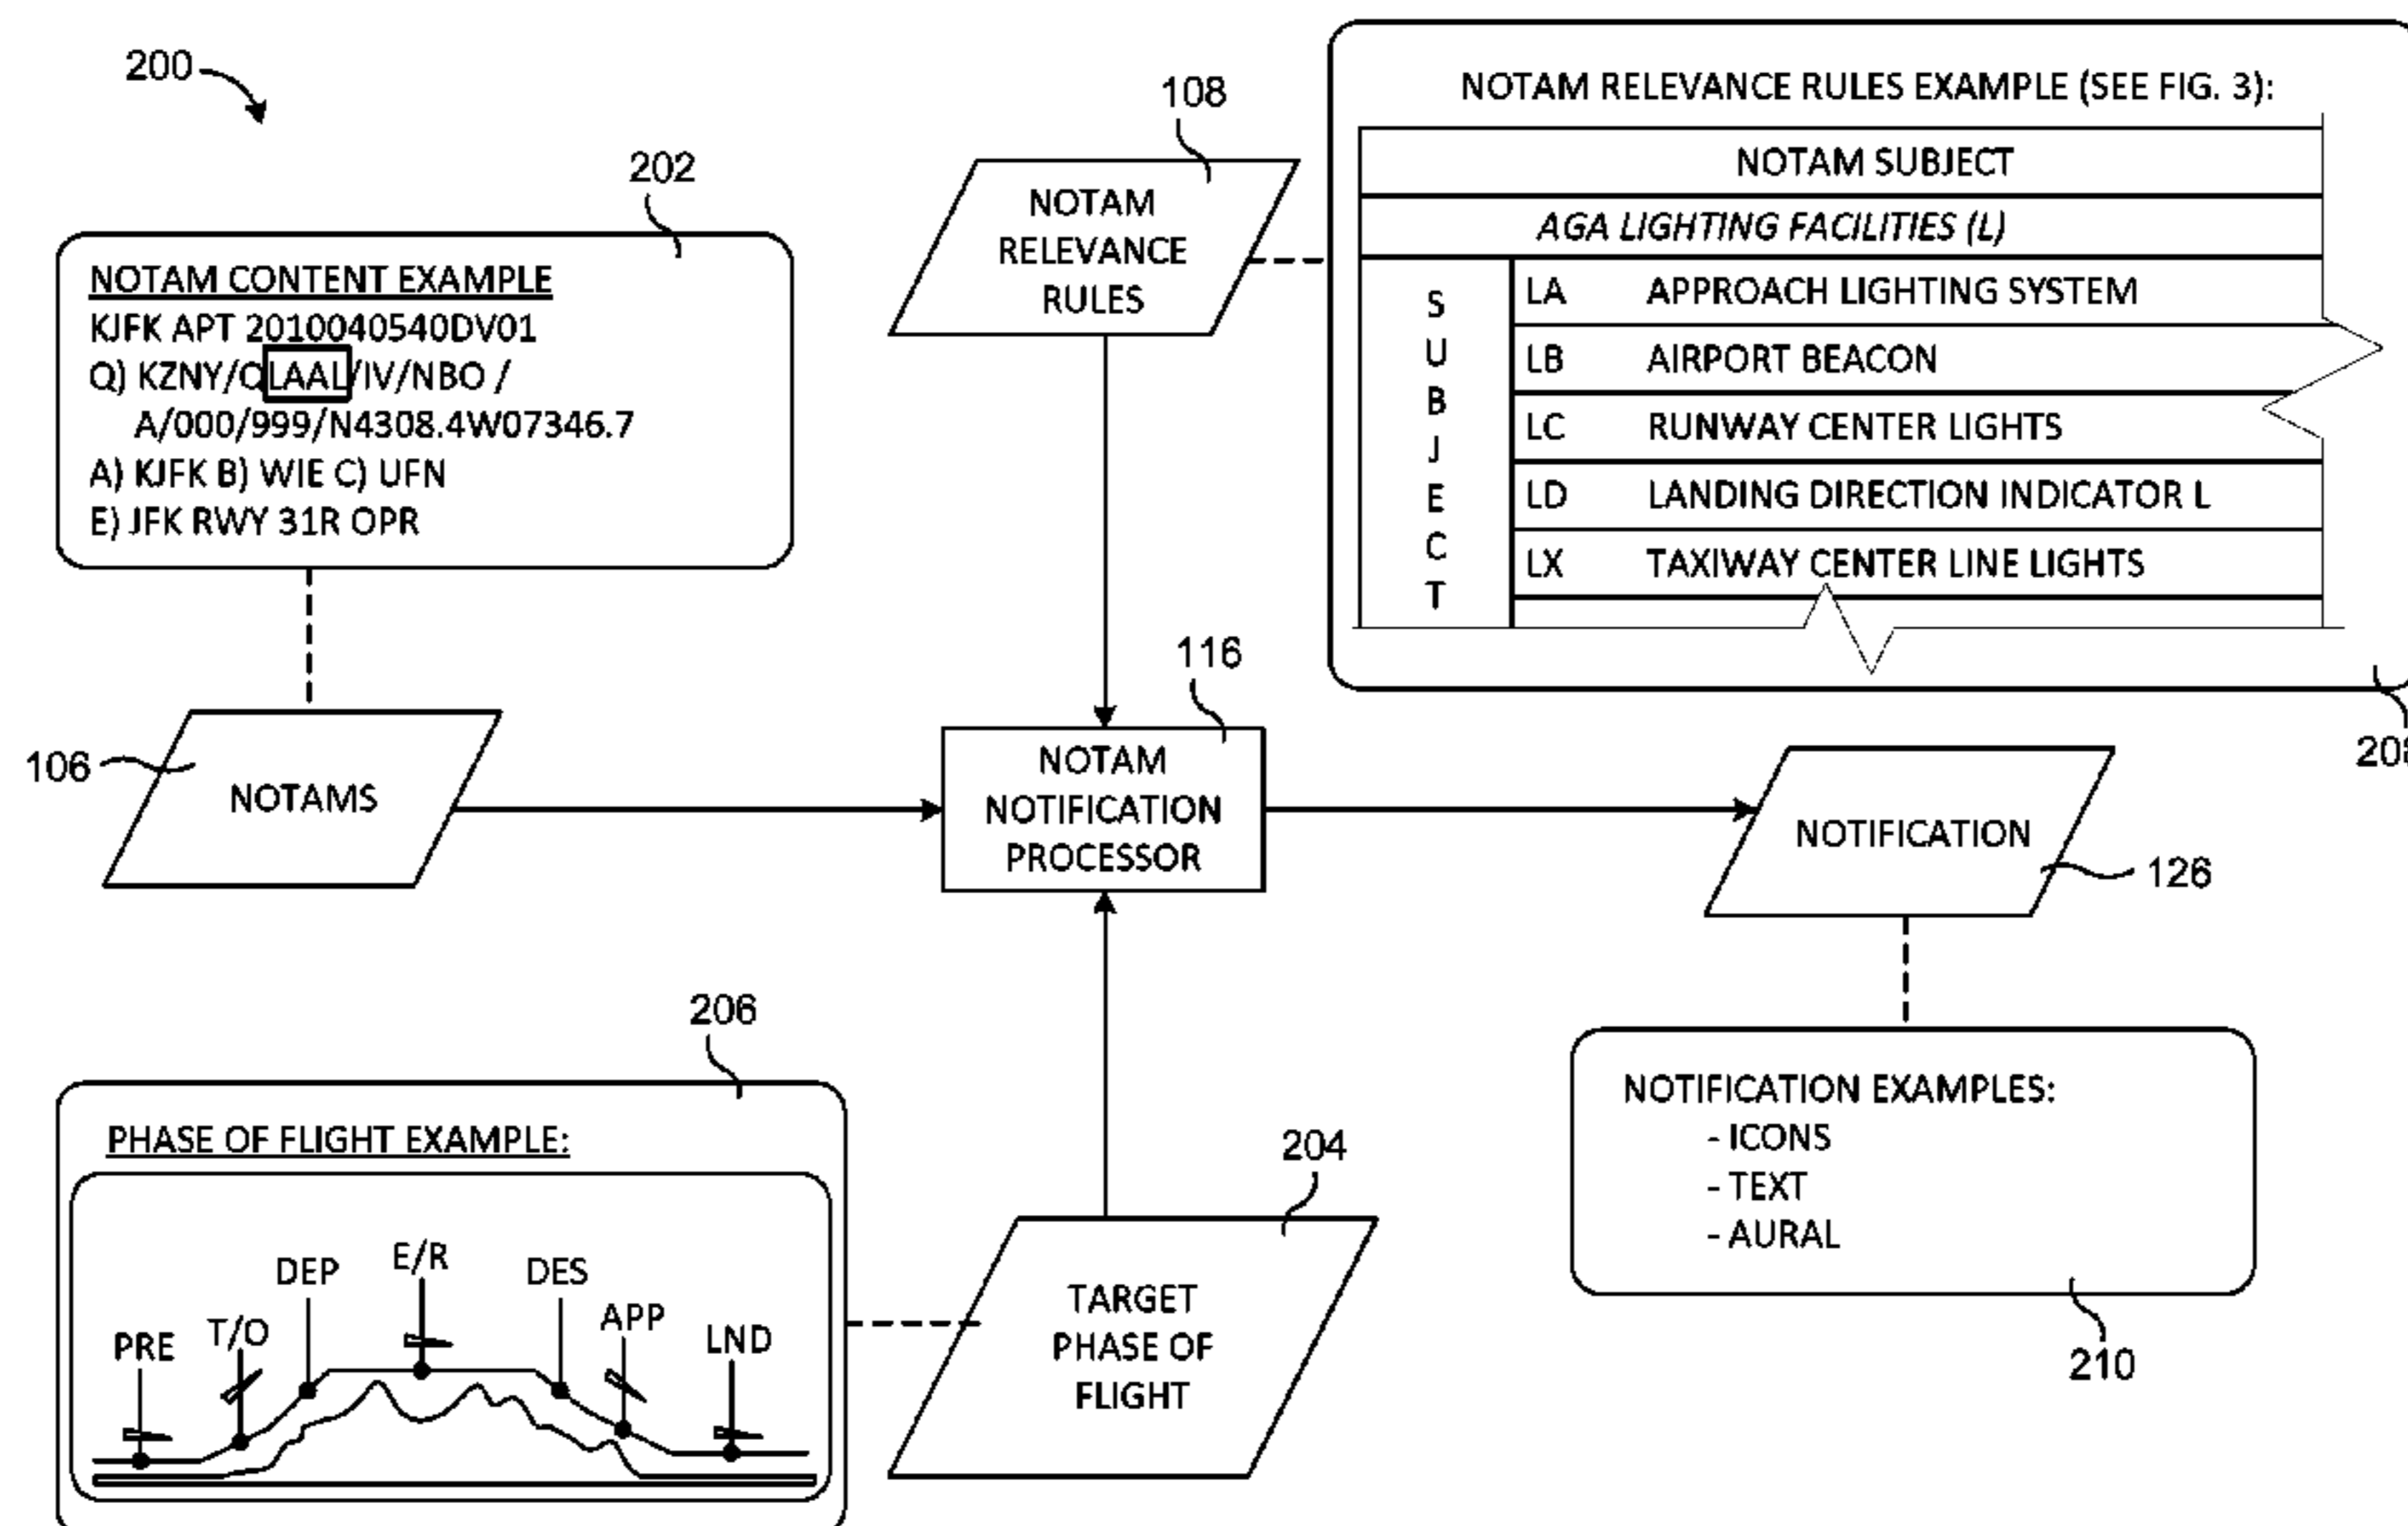 200
202
NOTAM CONTENT EXAMPLE
KJFK APT 2010040540DV01
Q) KZNY/QLAAL/IV/NBO /
A/000/999/N4308.4W07346.7
A) KJFK B) WIE C) UFN
E) JFK RWY 31R OPR
108
NOTAM
RELEVANCE
RULES
NOTAM RELEVANCE RULES EXAMPLE (SEE FIG. 3):
NOTAM SUBJECT
AGA LIGHTING FACILITIES (L)
SUBJECT
LA APPROACH LIGHTING SYSTEM
LB AIRPORT BEACON
LC RUNWAY CENTER LIGHTS
LD LANDING DIRECTION INDICATOR L
LX TAXIWAY CENTER LINE LIGHTS
106
NOTAMS
116
NOTAM
NOTIFICATION
PROCESSOR
NOTIFICATION
126
206
PHASE OF FLIGHT EXAMPLE:
PRE
T/O
DEP
E/R
DES
APP
LND
204
TARGET
PHASE OF
FLIGHT
NOTIFICATION EXAMPLES:
- ICONS
- TEXT
- AURAL
210